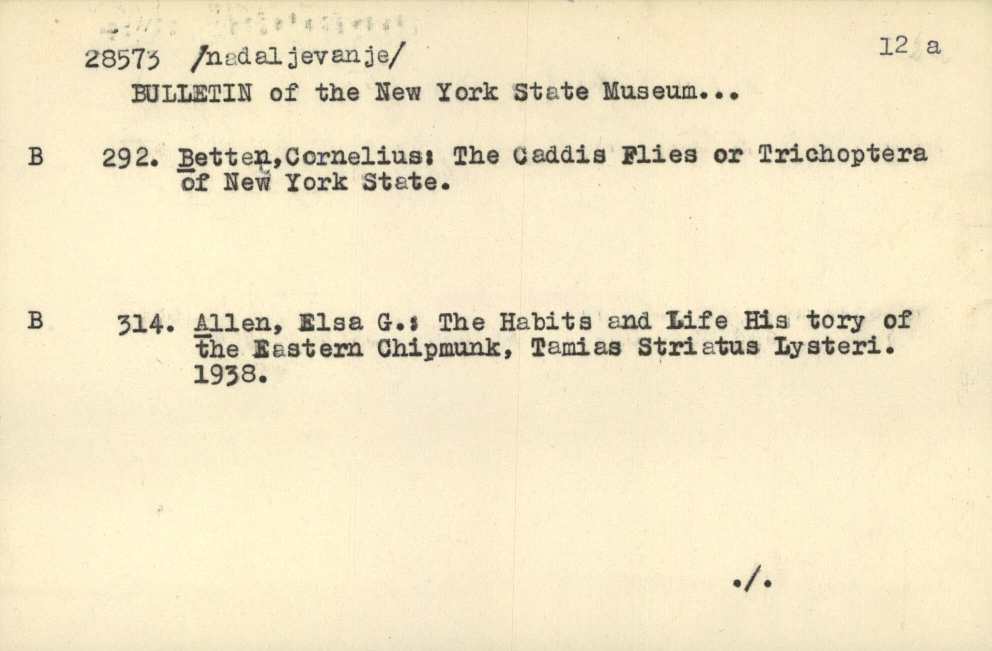 28573 /nadaljevanje/ 12 a
BULLETIN of the New York State Museum...
B 292. Betten,Cornelius: The Caddis Flies or Trichoptera
of New York State.
B 314. Allen, Elsa G.: The Habits and Life His tory of
the Eastern Chipmunk, Tamias Striatus Lysteri.
1938.
./.